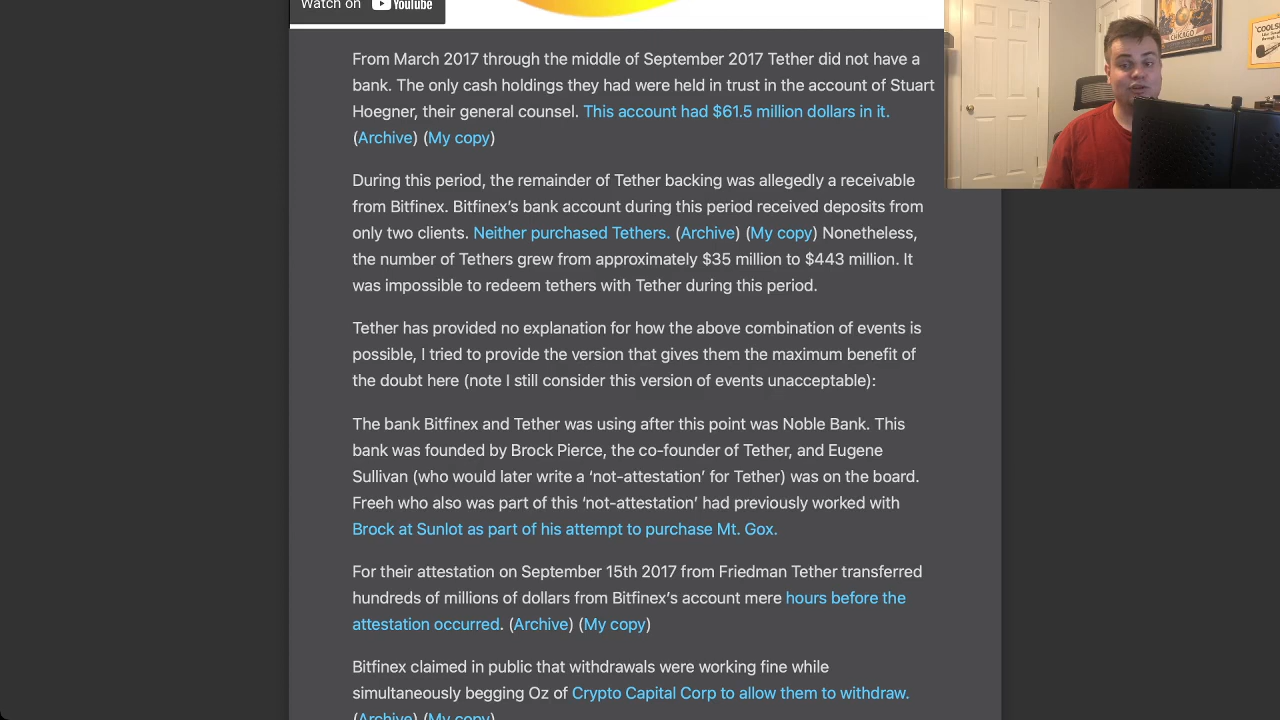 Watch on YouTube
From March 2017 through the middle of September 2017 Tether did not have a
bank. The only cash holdings they had were held in trust in the account of Stuart
Hoegner, their general counsel. This account had $61.5 million dollars in it.
(Archive) (My copy)
During this period, the remainder of Tether backing was allegedly a receivable
from Bitfinex. Bitfinex’s bank account during this period received deposits from
only two clients. Neither purchased Tethers. (Archive) (My copy) Nonetheless,
the number of Tethers grew from approximately $35 million to $443 million. It
was impossible to redeem tethers with Tether during this period.
Tether has provided no explanation for how the above combination of events is
possible, I tried to provide the version that gives them the maximum benefit of
the doubt here (note I still consider this version of events unacceptable):
The bank Bitfinex and Tether was using after this point was Noble Bank. This
bank was founded by Brock Pierce, the co-founder of Tether, and Eugene
Sullivan (who would later write a ‘not-attestation’ for Tether) was on the board.
Freeh who also was part of this ‘not-attestation’ had previously worked with
Brock at Sunlot as part of his attempt to purchase Mt. Gox.
For their attestation on September 15th 2017 from Friedman Tether transferred
hundreds of millions of dollars from Bitfinex’s account mere hours before the
attestation occurred. (Archive) (My copy)
Bitfinex claimed in public that withdrawals were working fine while
simultaneously begging Oz of Crypto Capital Corp to allow them to withdraw.
(Archive) (My copy)
CHICAGO